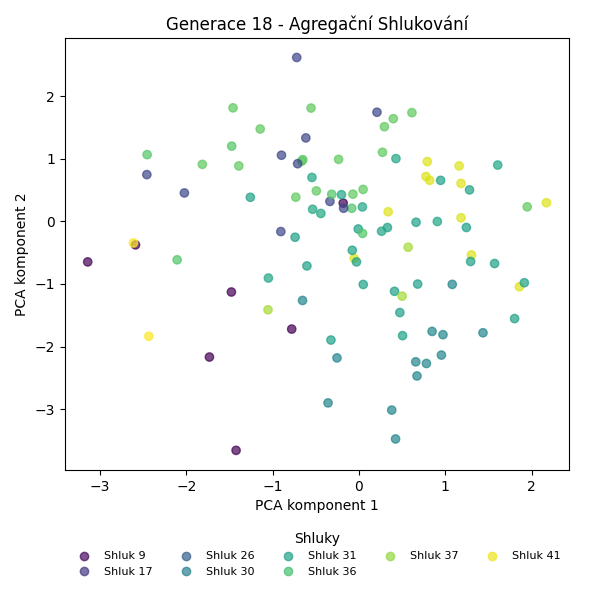 Generace 18 - Agregační Shlukování
PCA komponent 2
2
1
0
−1
−2
−3
−3
−2
−1
0
1
2
PCA komponent 1
Shluky
Shluk 9
Shluk 26
Shluk 31
Shluk 37
Shluk 41
Shluk 17
Shluk 30
Shluk 36